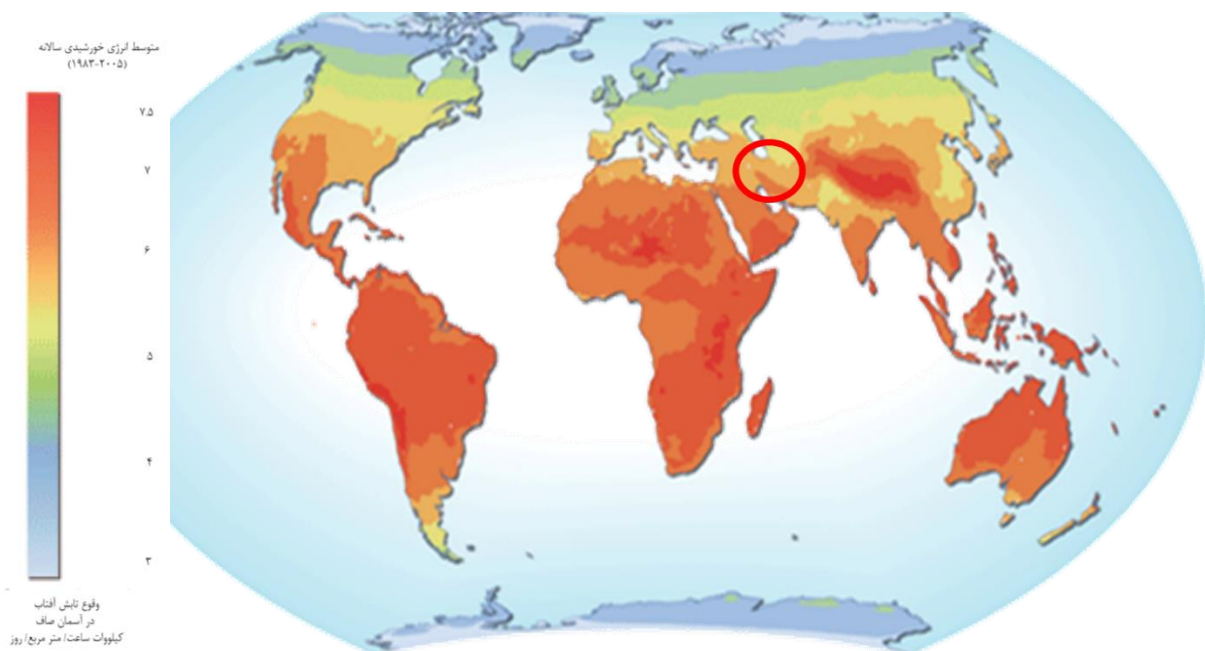 متوسط انرژی خورشیدی سالانه
(۱۹۸۳-۲۰۰۵)
۷.۵
۷
۶
۵
۴
۳
وقوع تابش آفتاب
در آسمان صاف
کیلووات ساعت/ متر مربع/ روز